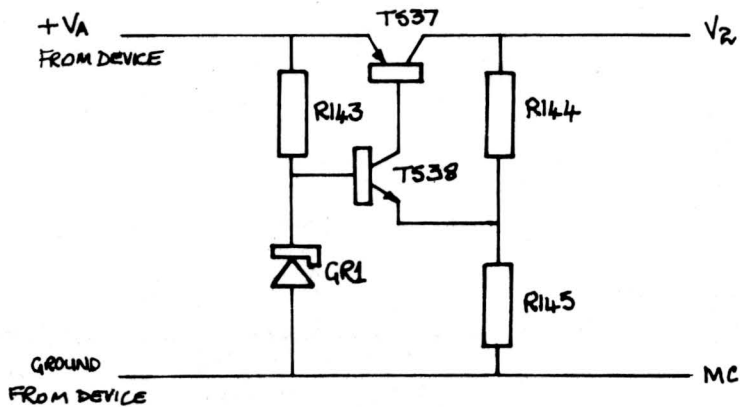 TS37
+VA
FROM DEVICE
V2
R143
R144
TS38
GR1
R145
GROUND
FROM DEVICE
MC